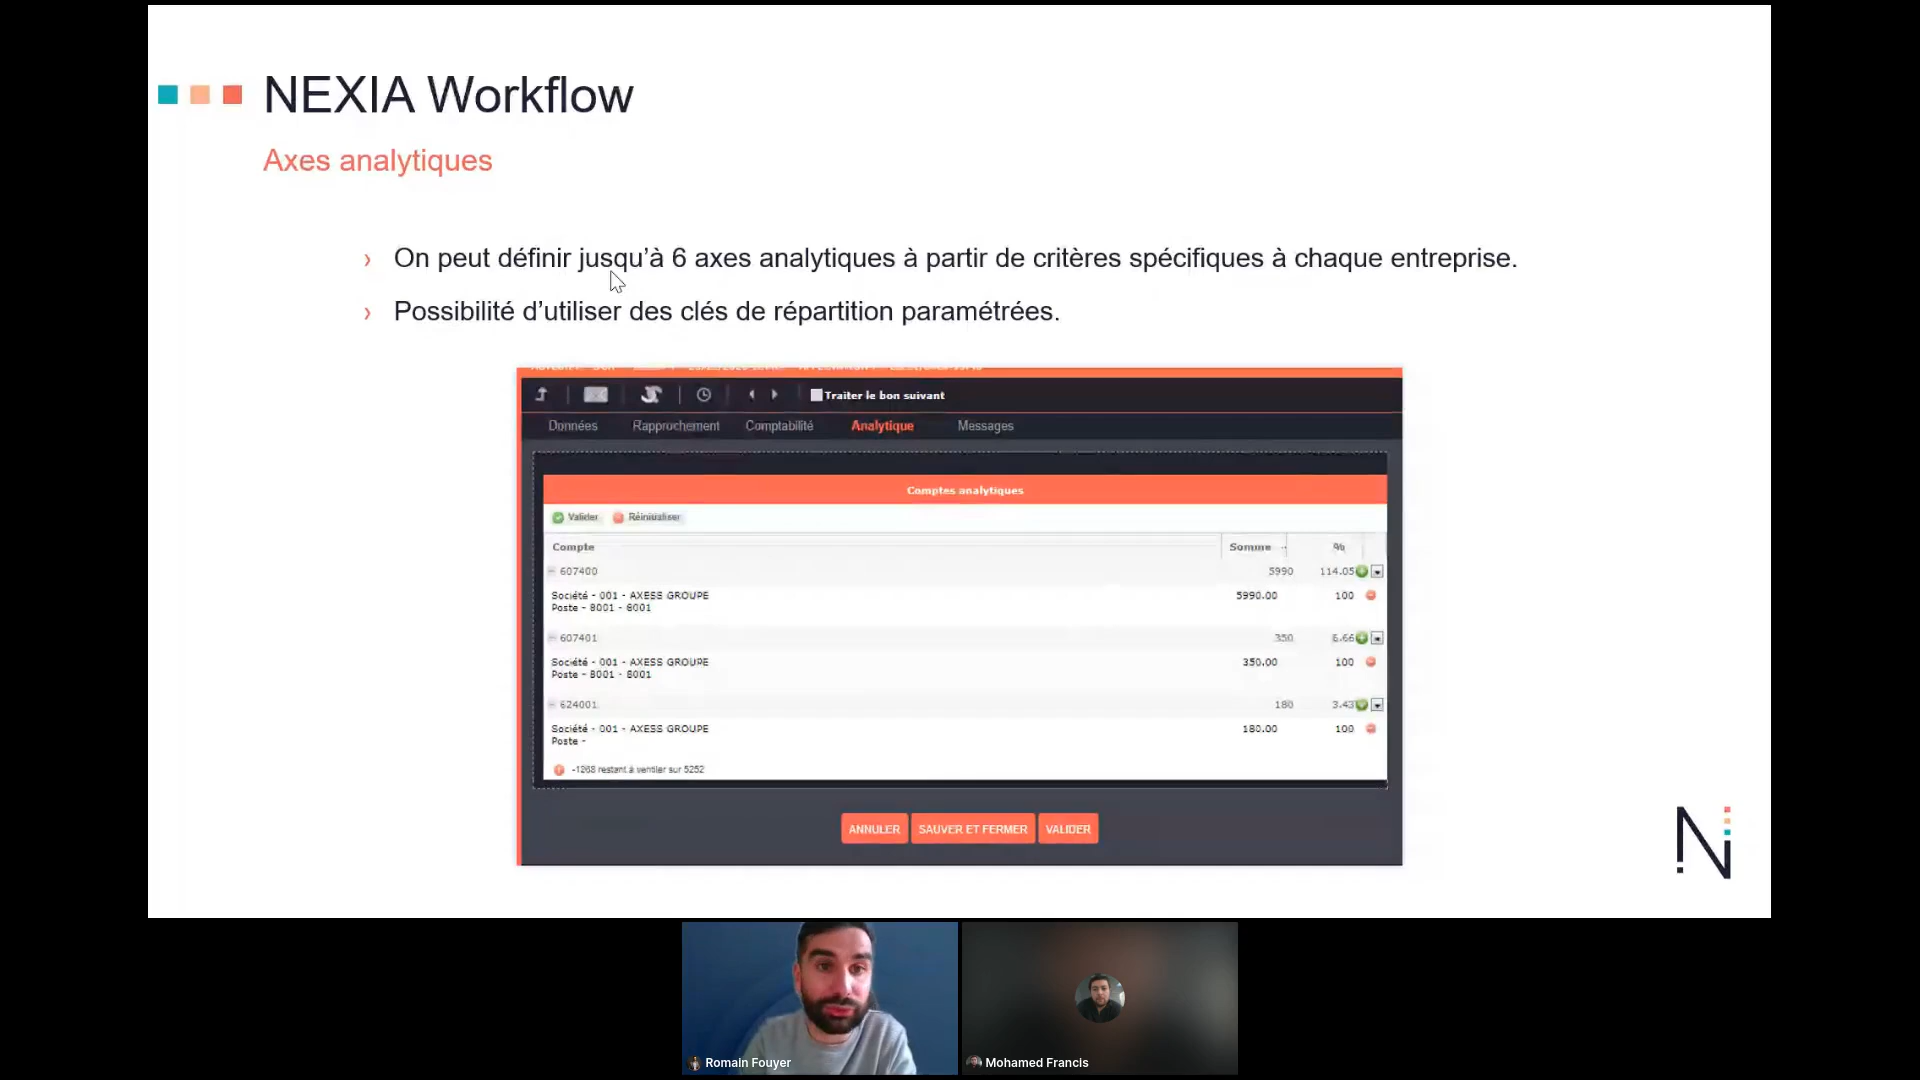 NEXIA Workflow
Axes analytiques
› On peut définir jusqu'à 6 axes analytiques à partir de critères spécifiques à chaque entreprise.
› Possibilité d'utiliser des clés de répartition paramétrées.
Traiter le bon suivant
Données Rapprochement Comptabilité Analytique Messages
Comptes analytiques
Valider Réinitialiser
Compte Somme %
607400 5990 114.05
Société - 001 - AXESS GROUPE 5990.00 100
Poste - 8001 - 8001
607401 350 6.66
Société - 001 - AXESS GROUPE 350.00 100
Poste - 8001 - 8001
624001 180 3.43
Société - 001 - AXESS GROUPE 180.00 100
Poste -
-1268 restant à ventiler sur 5252
ANNULER SAUVER ET FERMER VALIDER
N
Romain Fouyer
Mohamed Francis